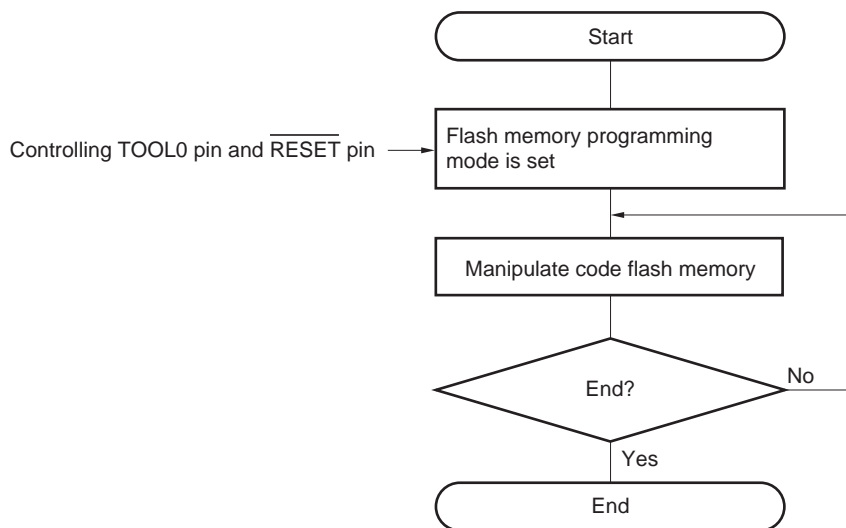 Start
Controlling TOOL0 pin and RESET pin
Flash memory programming
mode is set
Manipulate code flash memory
End?
No
Yes
End